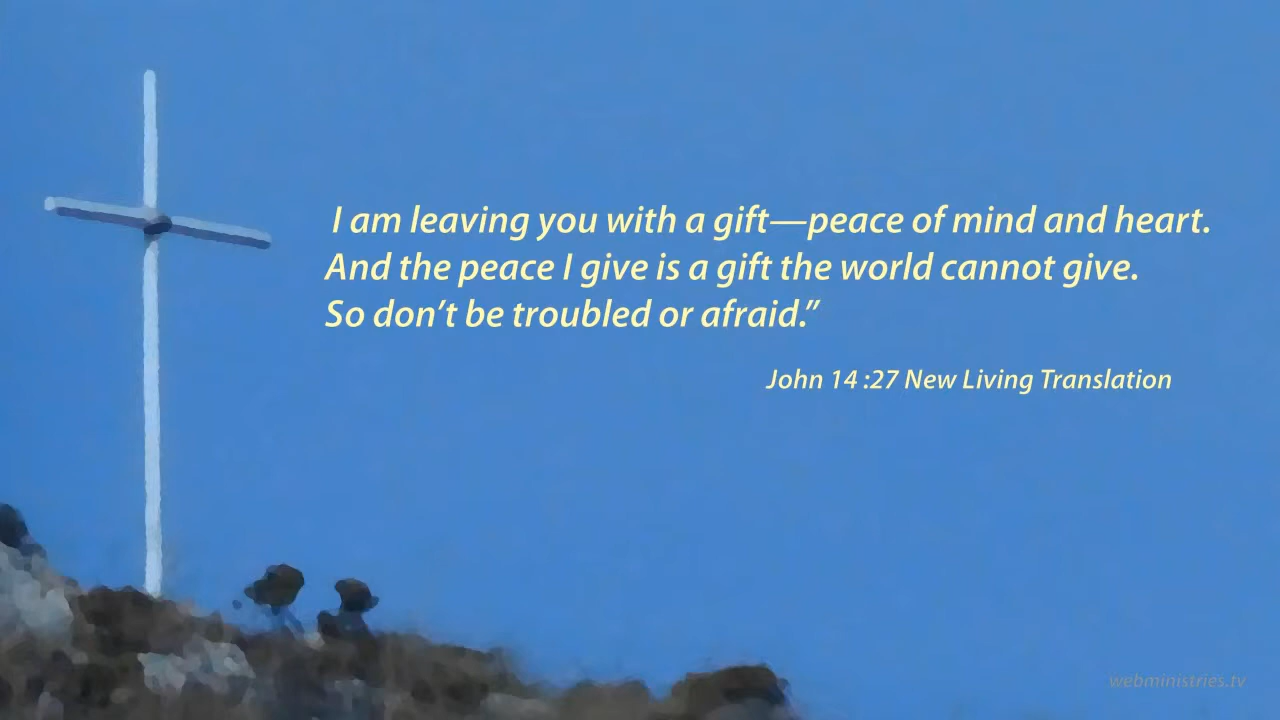 I am leaving you with a gift—peace of mind and heart.
And the peace I give is a gift the world cannot give.
So don’t be troubled or afraid.”
John 14 :27 New Living Translation
webministries.tv